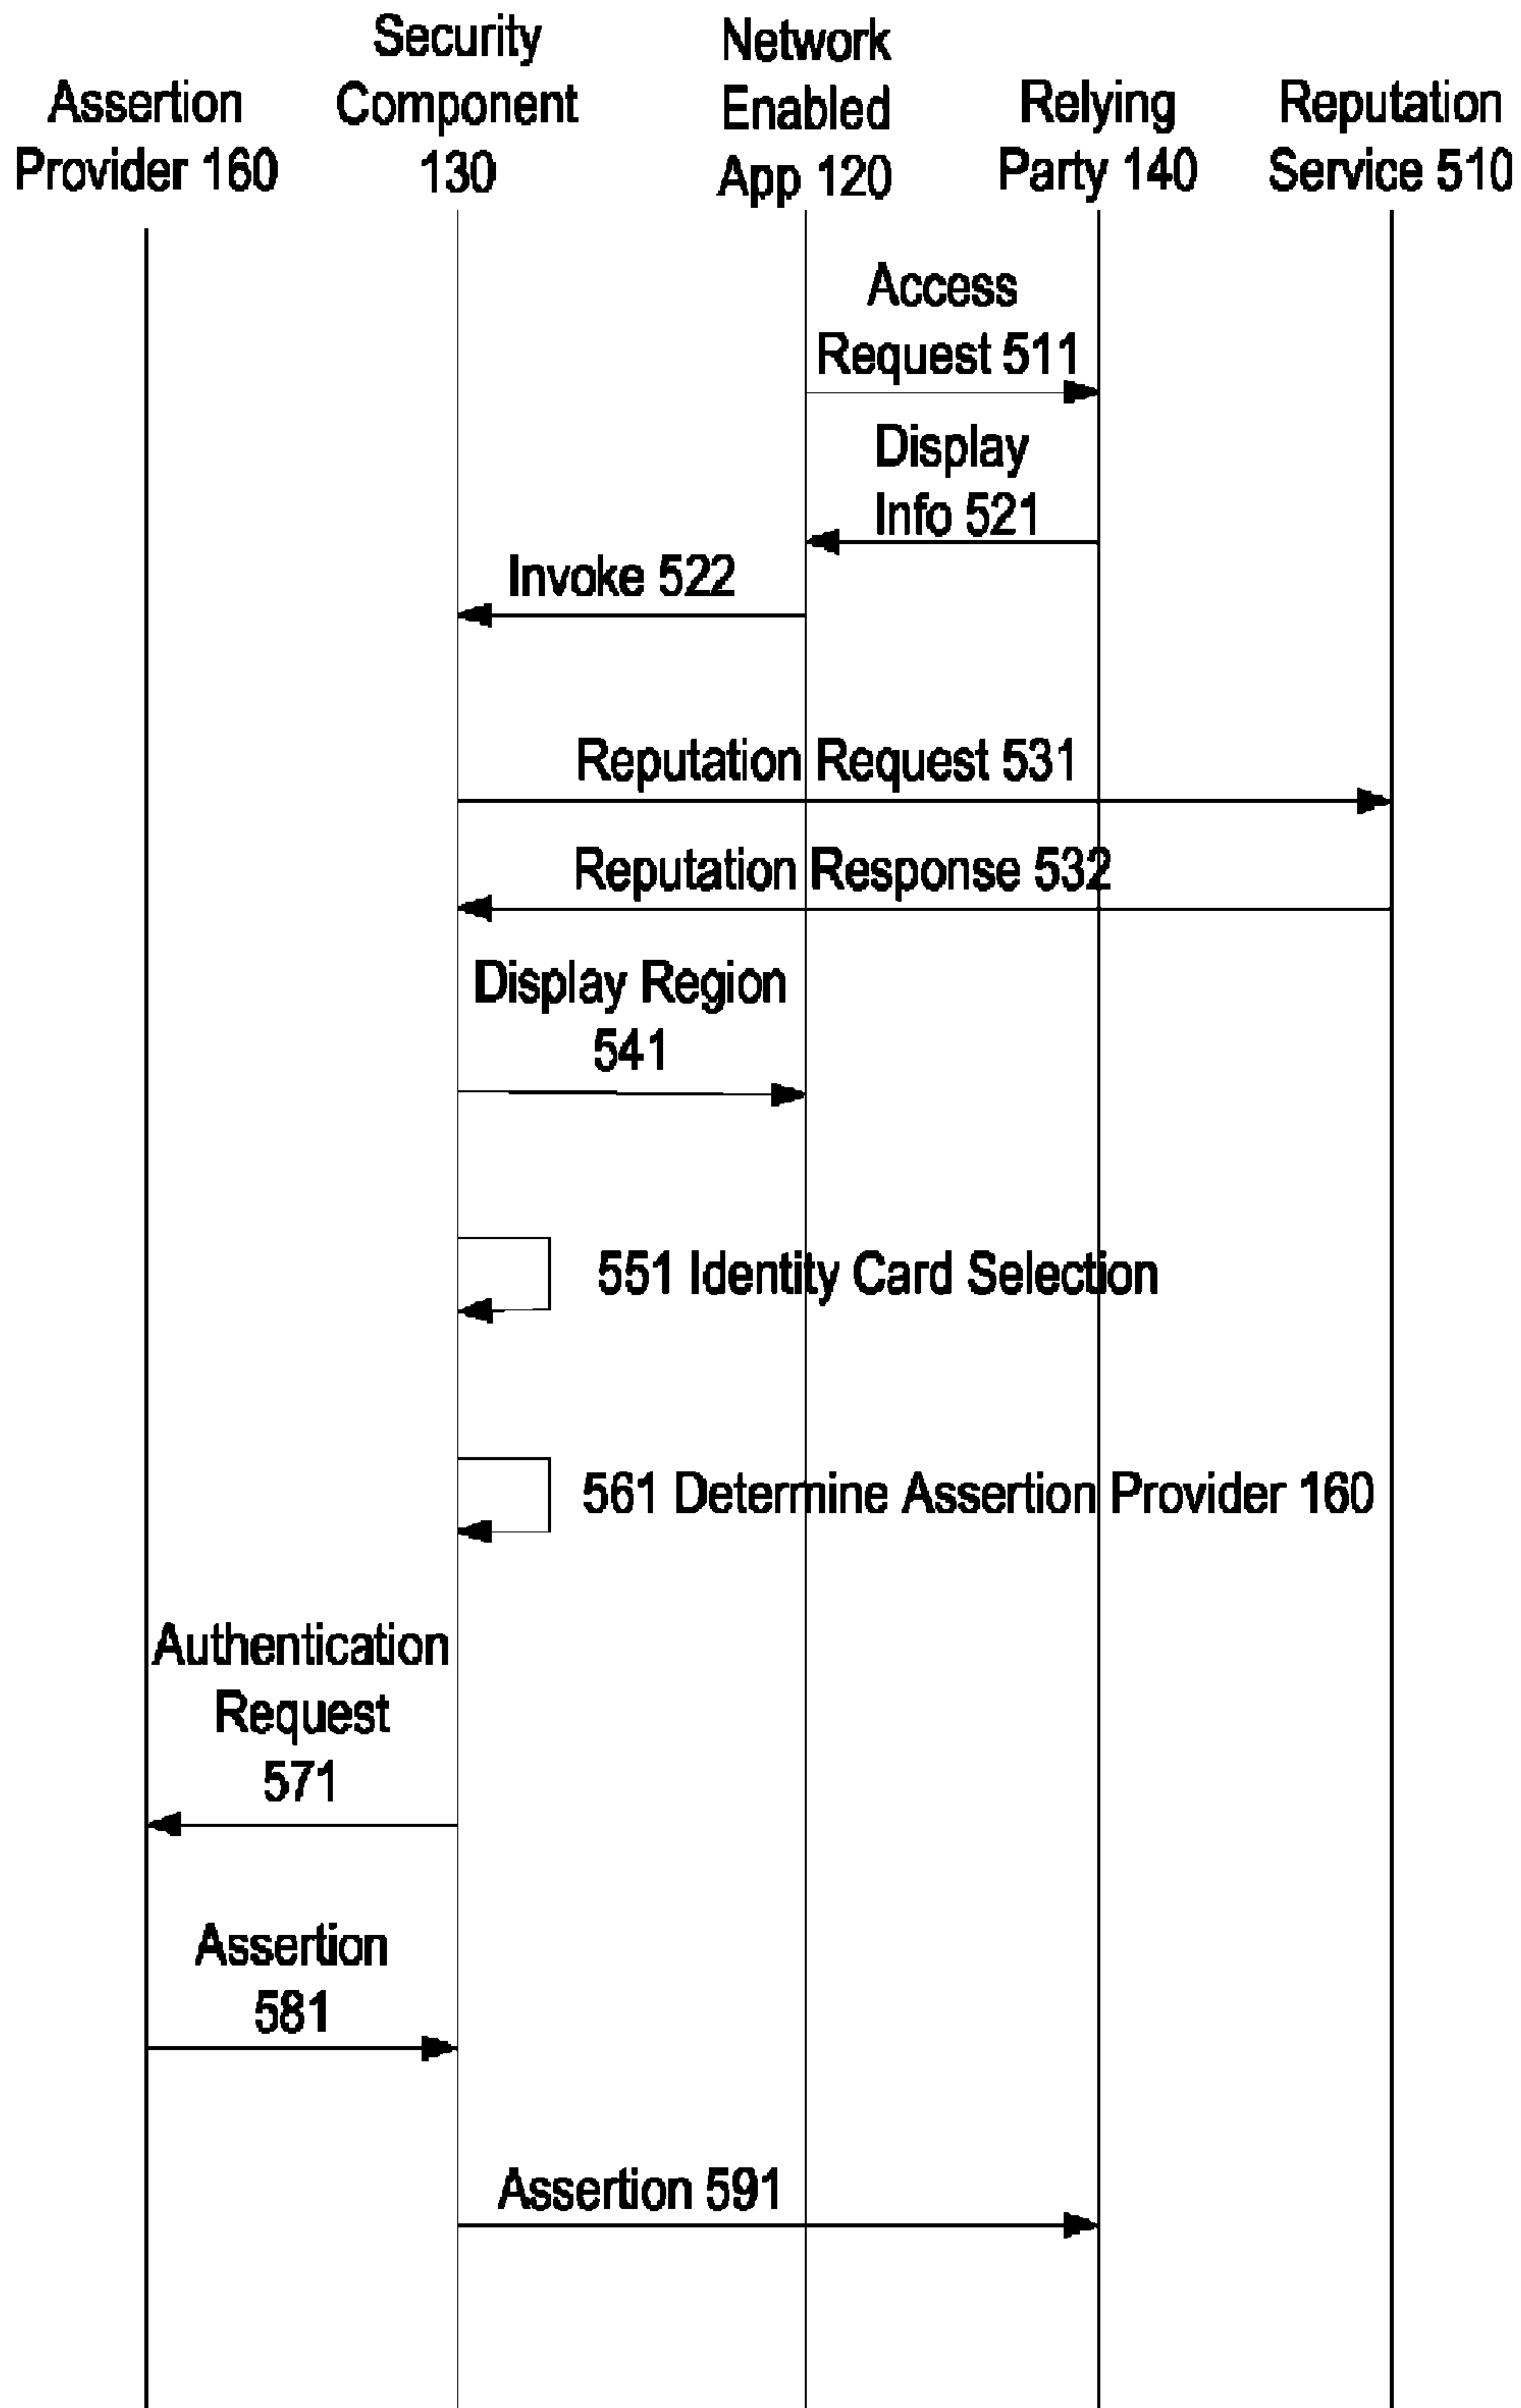 Assertion
Provider 160
Security
Component
130
Network
Enabled
App 120
Relying
Party 140
Reputation
Service 510
Access
Request 511
Display
Info 521
Invoke 522
Reputation Request 531
Reputation Response 532
Display Region
541
551 Identity Card Selection
561 Determine Assertion Provider 160
Authentication
Request
571
Assertion
581
Assertion 591